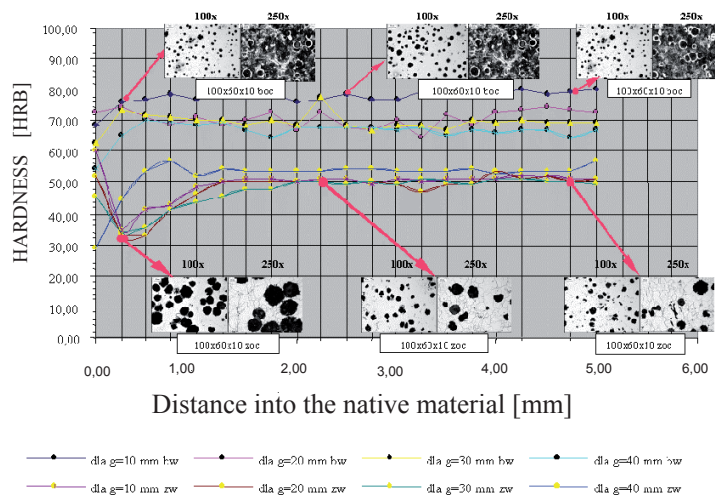 100x 250x 100x 250x 100x 250x
100,00
90,00
80,00
70,00
60,00
50,00
40,00
30,00
20,00
10,00
0,00
HARDNESS [HRB]
100x60x10 boc 100x60x10 boc 100x60x10 boc
100x 250x 100x 250x 100x 250x
100x60x10 zoc 100x60x10 zoc 100x60x10 zoc
0,00 1,00 2,00 3,00 4,00 5,00 6,00
Distance into the native material [mm]
dla g=10 mm bw dla g=20 mm bw dla g=30 mm bw dla g=40 mm bw
dla g=10 mm zw dla g=20 mm zw dla g=30 mm zw dla g=40 mm zw